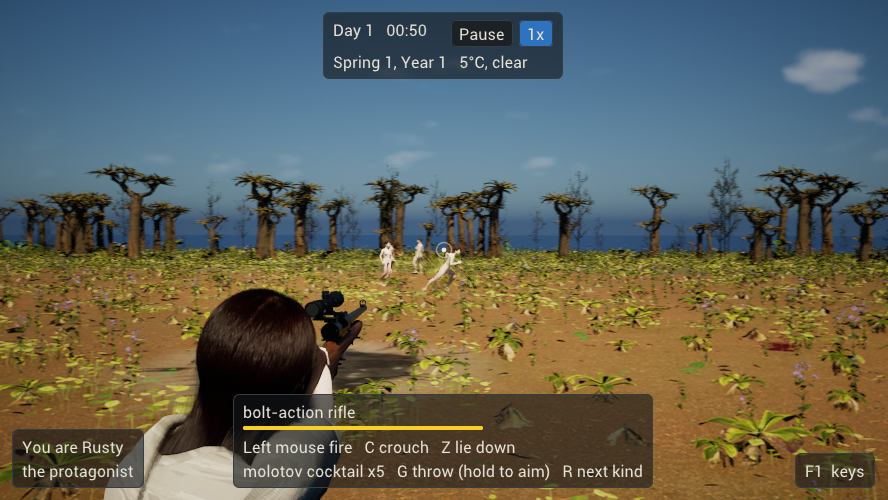 Day 1 00:50 Pause 1x
Spring 1, Year 1 5°C, clear
bolt-action rifle
Left mouse fire C crouch Z lie down
molotov cocktail x5 G throw (hold to aim) R next kind
You are Rusty
the protagonist
F1 keys